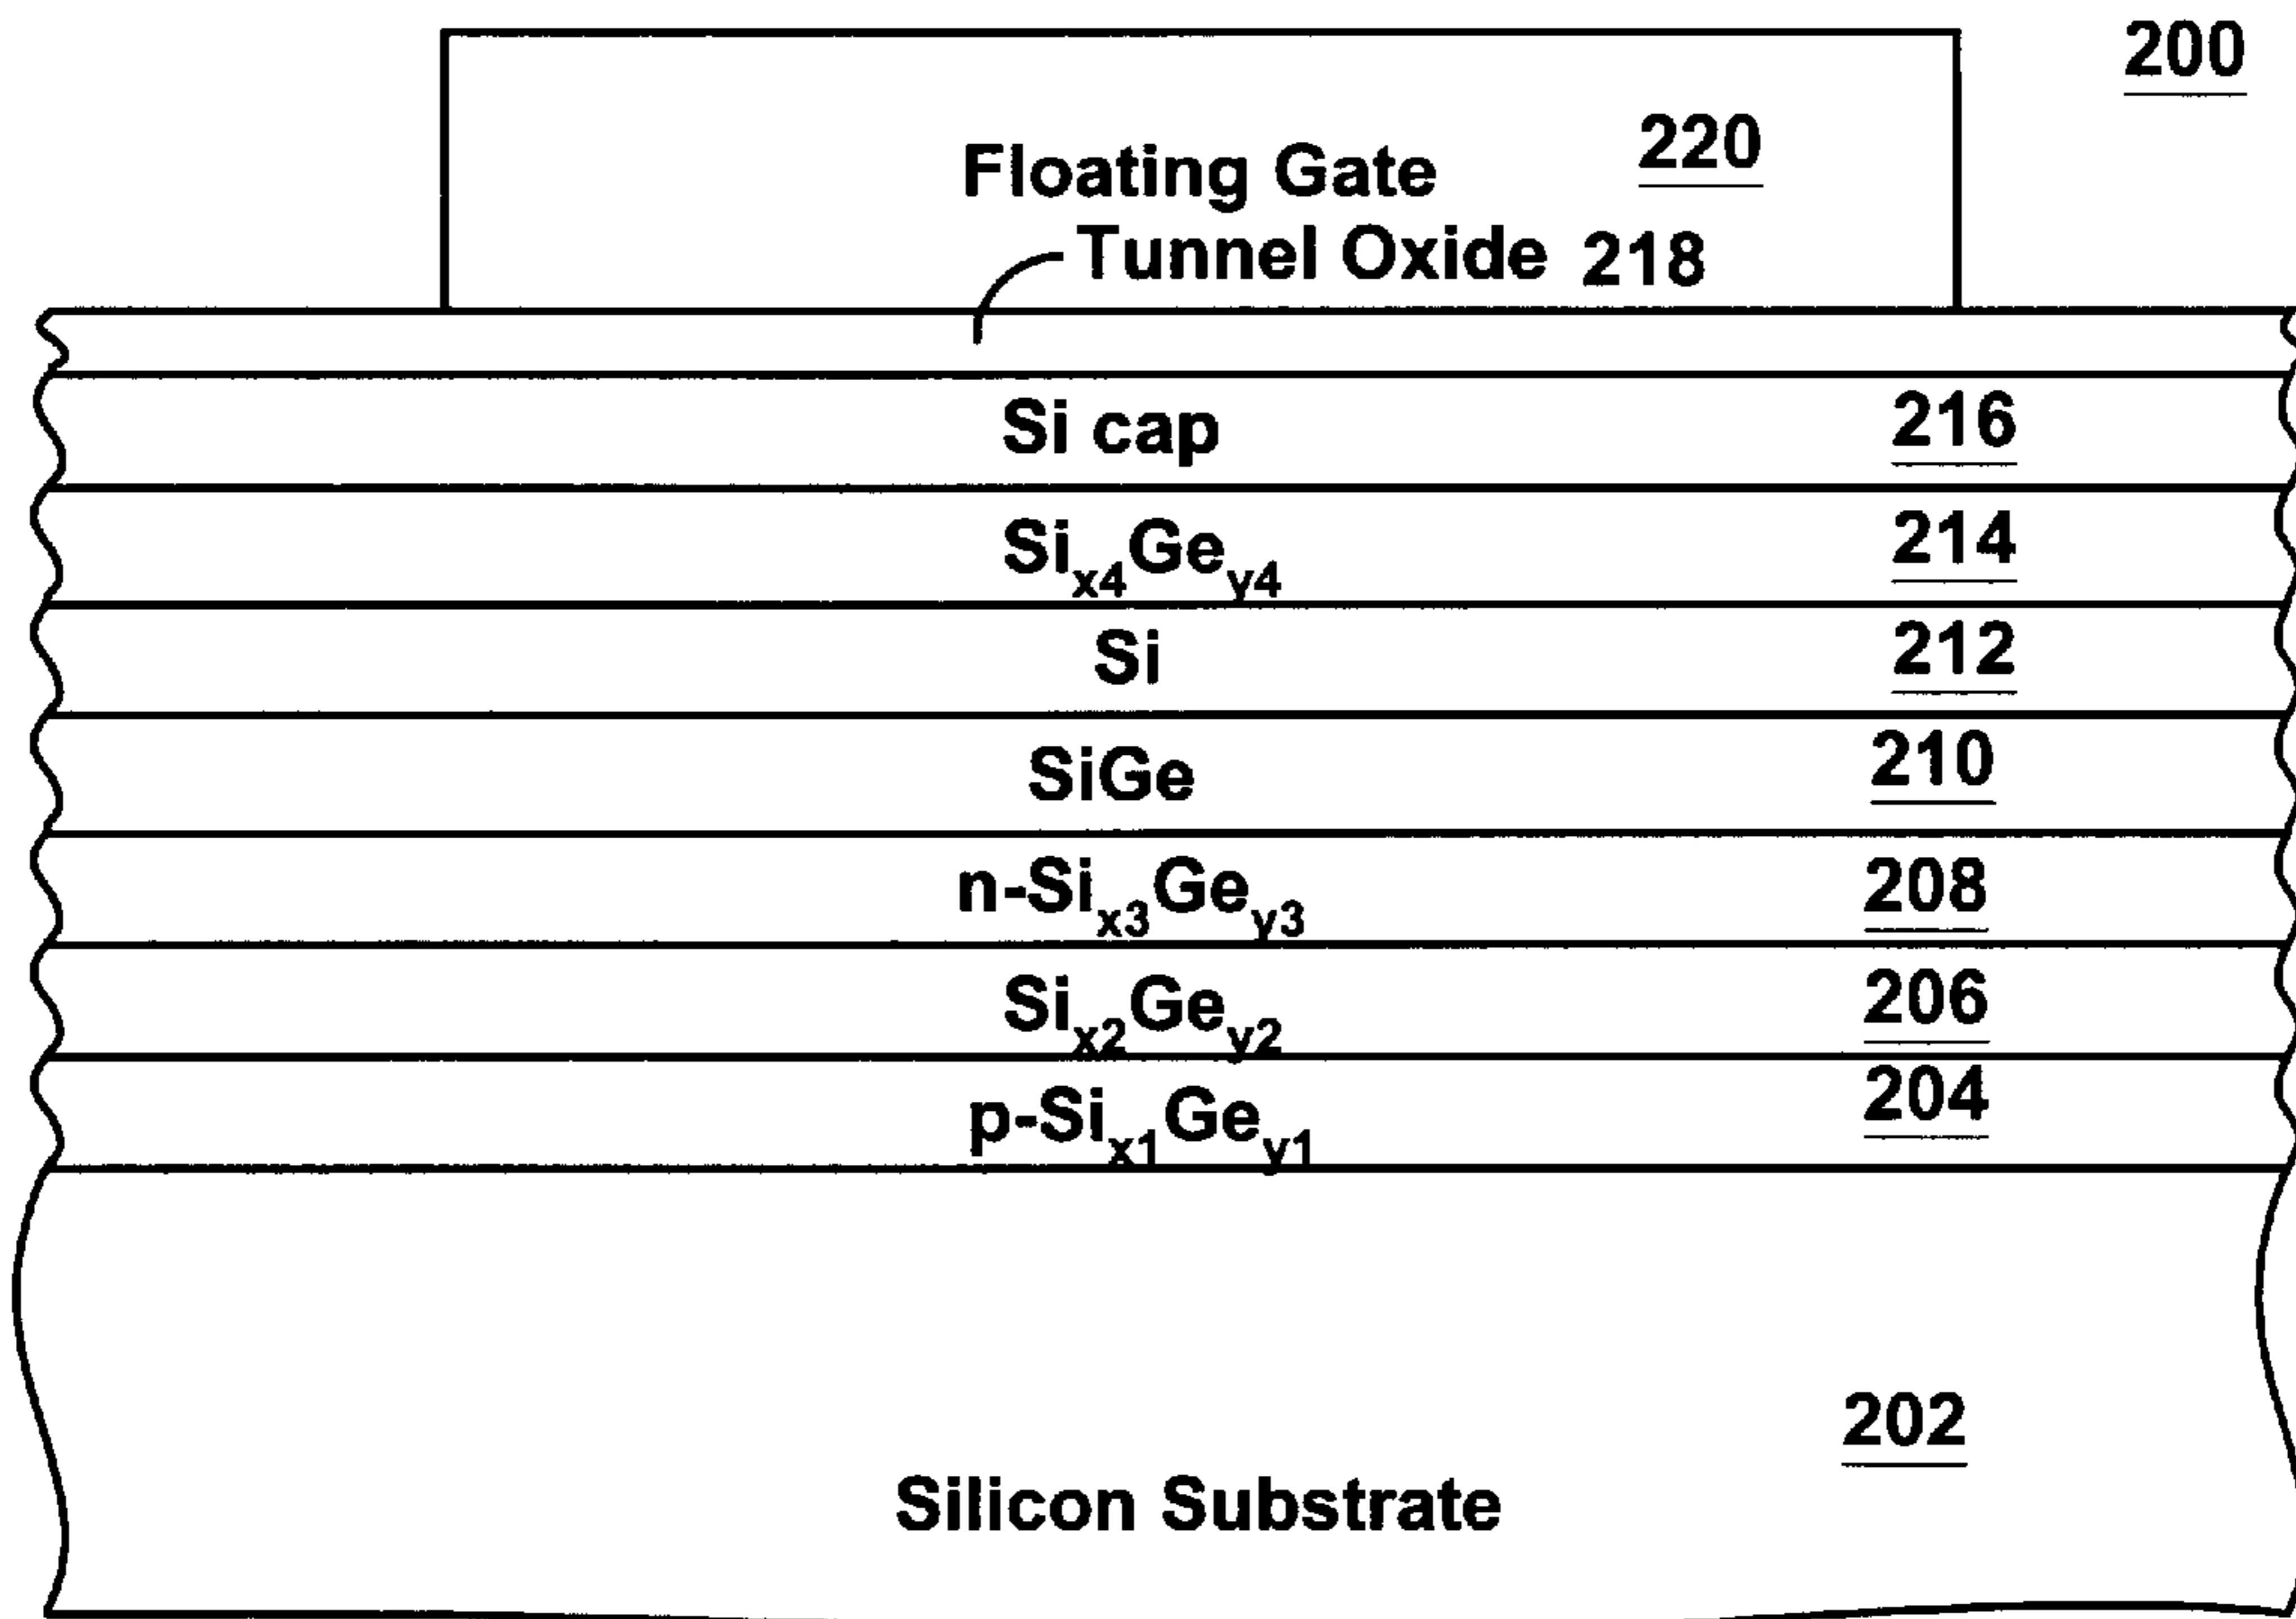 200
220
Floating Gate
Tunnel Oxide 218
Si cap 216
Six4Gey4 214
Si 212
SiGe 210
n-Six3Gey3 208
Six2Gey2 206
p-Six1Gey1 204
202
Silicon Substrate